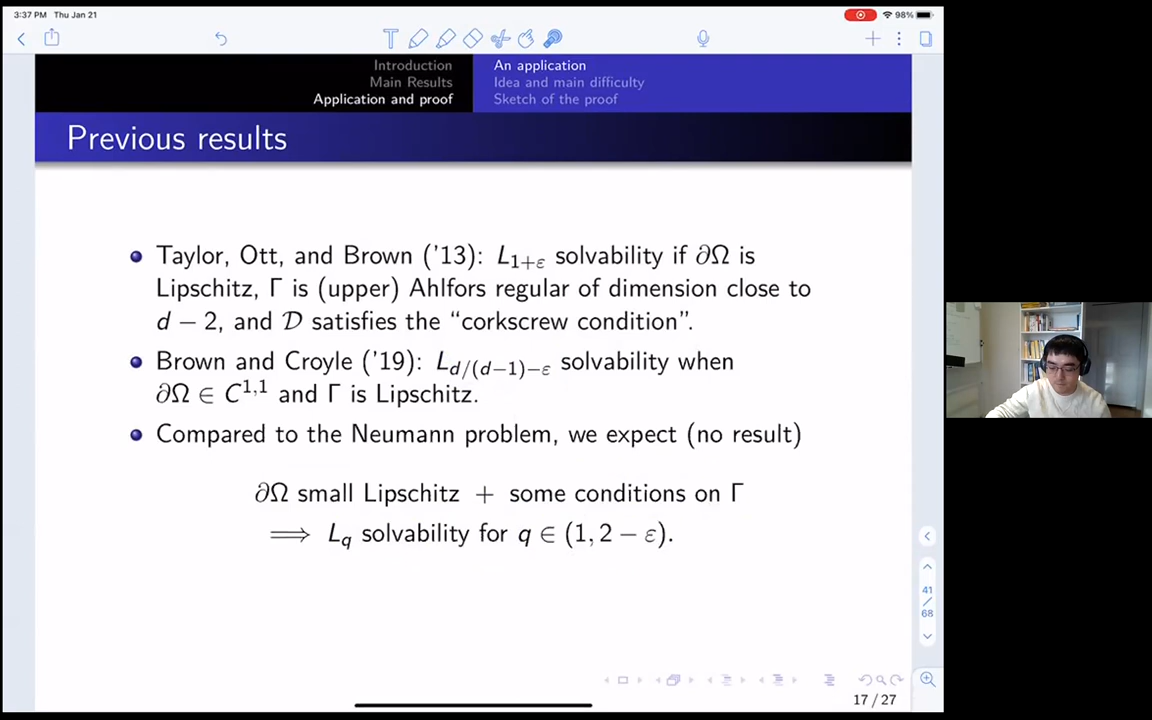 3:37 PM Thu Jan 21
98%
Introduction
Main Results
Application and proof
An application
Idea and main difficulty
Sketch of the proof
Previous results
Taylor, Ott, and Brown ('13): L_{1+ε} solvability if ∂Ω is
Lipschitz, Γ is (upper) Ahlfors regular of dimension close to
d − 2, and 𝒟 satisfies the “corkscrew condition”.
Brown and Croyle ('19): L_{d/(d−1)−ε} solvability when
∂Ω ∈ C^{1,1} and Γ is Lipschitz.
Compared to the Neumann problem, we expect (no result)
∂Ω small Lipschitz + some conditions on Γ
⟹ L_q solvability for q ∈ (1, 2 − ε).
41
/
68
17 / 27